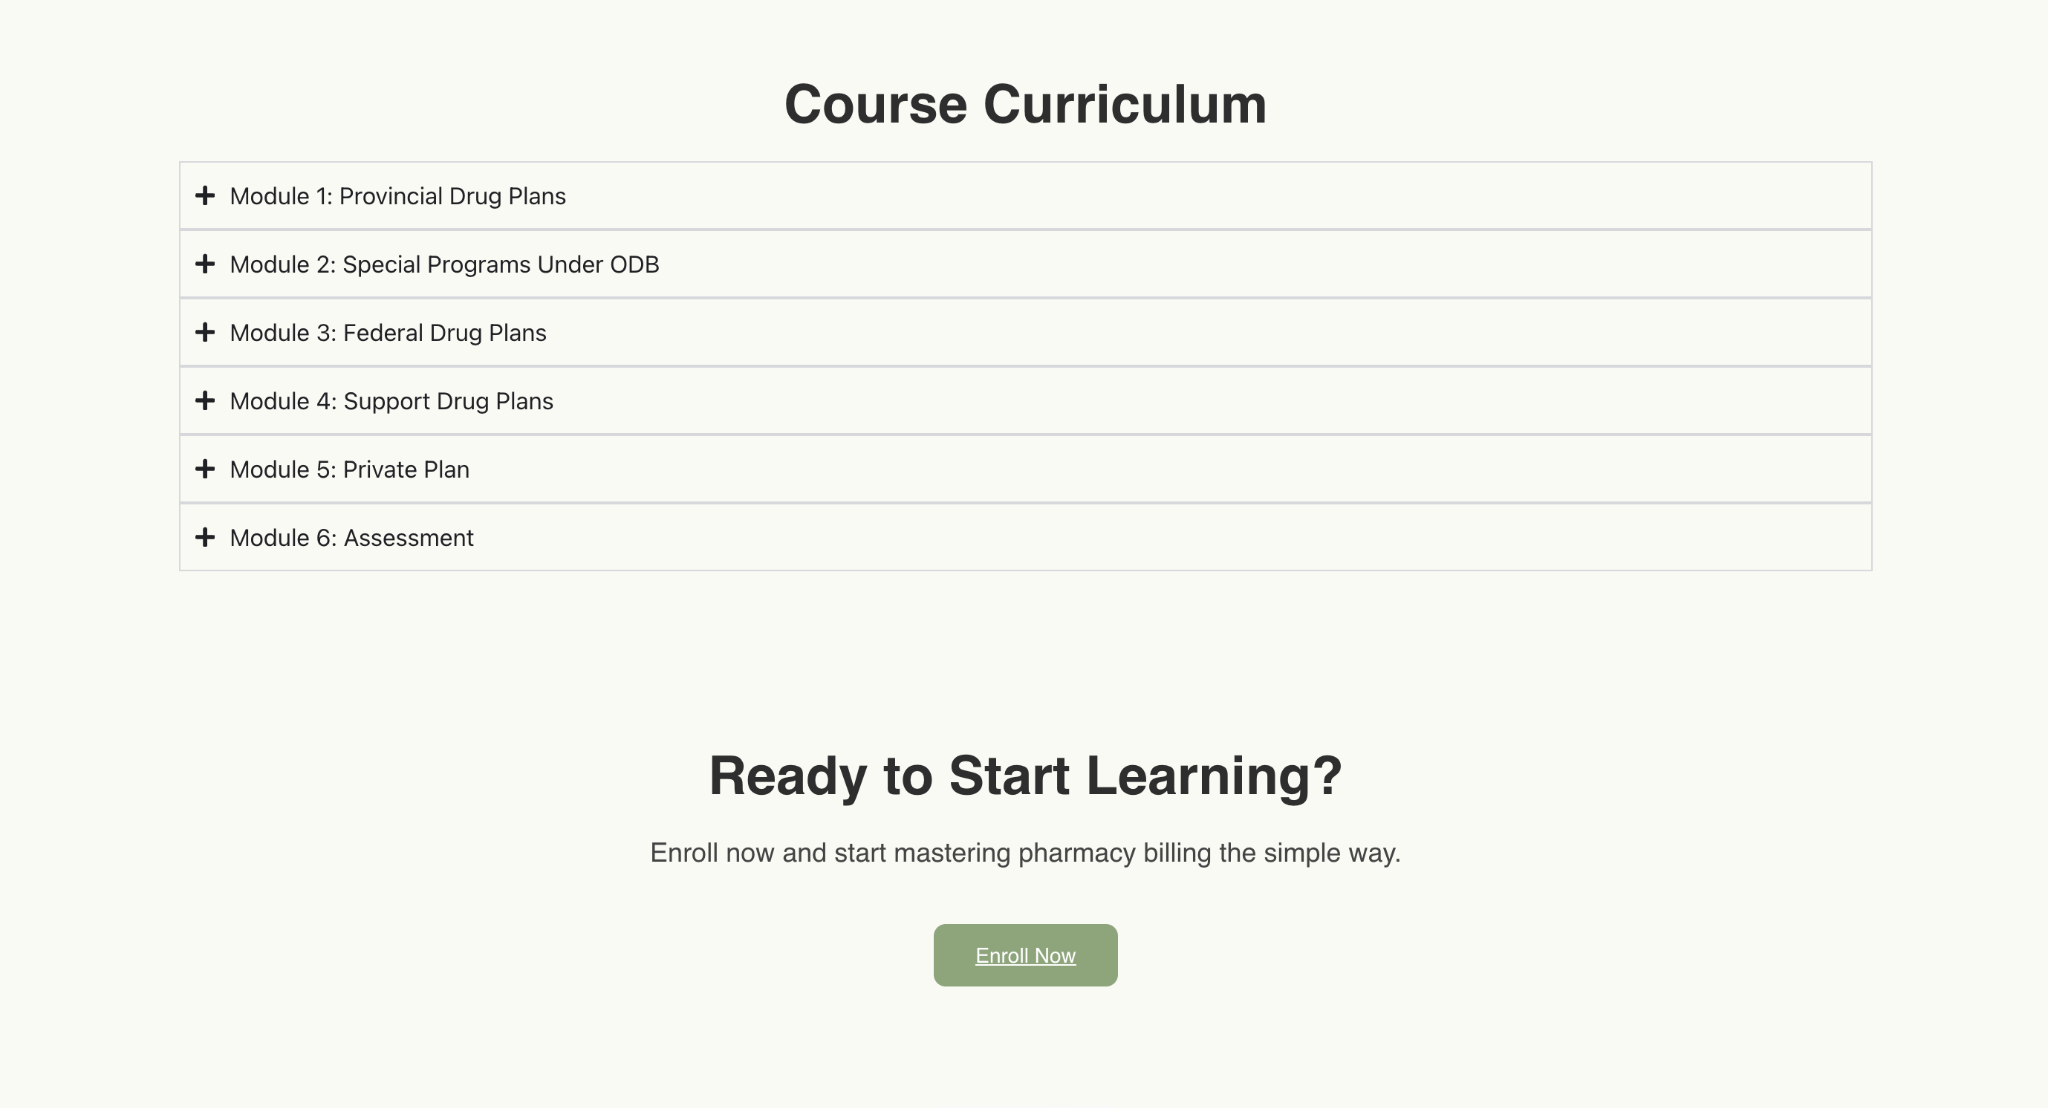 Course Curriculum
Module 1: Provincial Drug Plans
Module 2: Special Programs Under ODB
Module 3: Federal Drug Plans
Module 4: Support Drug Plans
Module 5: Private Plan
Module 6: Assessment
Ready to Start Learning?
Enroll now and start mastering pharmacy billing the simple way.
Enroll Now